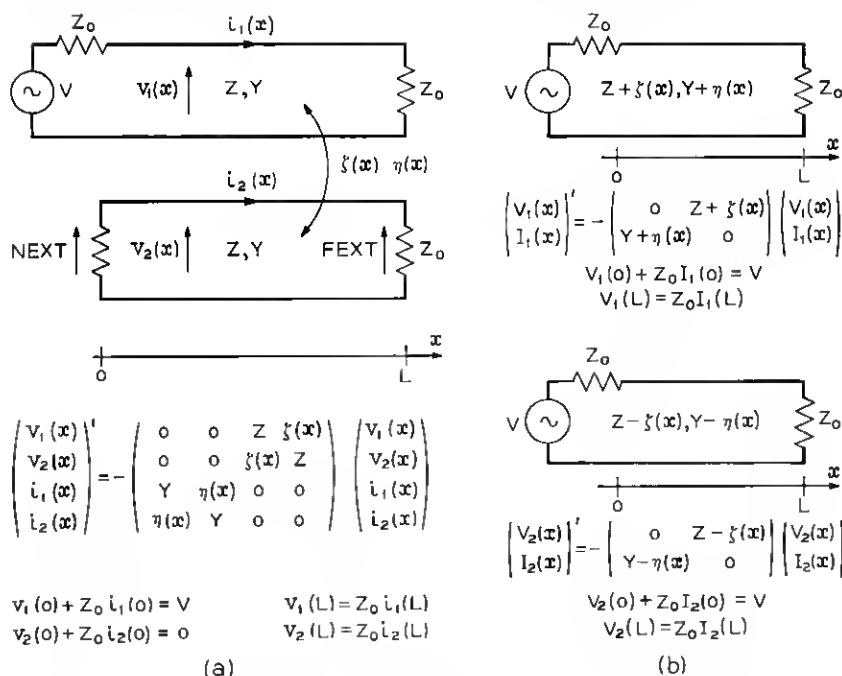 Z₀ i₁(x)
V v₁(x) Z, Y Z₀
ζ(x) η(x)
i₂(x)
NEXT v₂(x) Z, Y FEXT Z₀
x
0 L
(v₁(x))' (0 0 Z ζ(x)) (v₁(x))
(v₂(x)) = - (0 0 ζ(x) Z) (v₂(x))
(i₁(x)) (Y η(x) 0 0) (i₁(x))
(i₂(x)) (η(x) Y 0 0) (i₂(x))
v₁(0)+Z₀ i₁(0) = V v₁(L) = Z₀ i₁(L)
v₂(0)+Z₀ i₂(0) = 0 v₂(L) = Z₀ i₂(L)
(a)
Z₀
V Z+ζ(x), Y+η(x) Z₀
x
0 L
(V₁(x))' = - (0 Z+ζ(x)) (V₁(x))
(I₁(x)) (Y+η(x) 0) (I₁(x))
V₁(0)+Z₀ I₁(0) = V
V₁(L) = Z₀ I₁(L)
Z₀
V Z-ζ(x), Y-η(x) Z₀
x
0 L
(V₂(x))' = - (0 Z-ζ(x)) (V₂(x))
(I₂(x)) (Y-η(x) 0) (I₂(x))
V₂(0)+Z₀ I₂(0) = V
V₂(L) = Z₀ I₂(L)
(b)